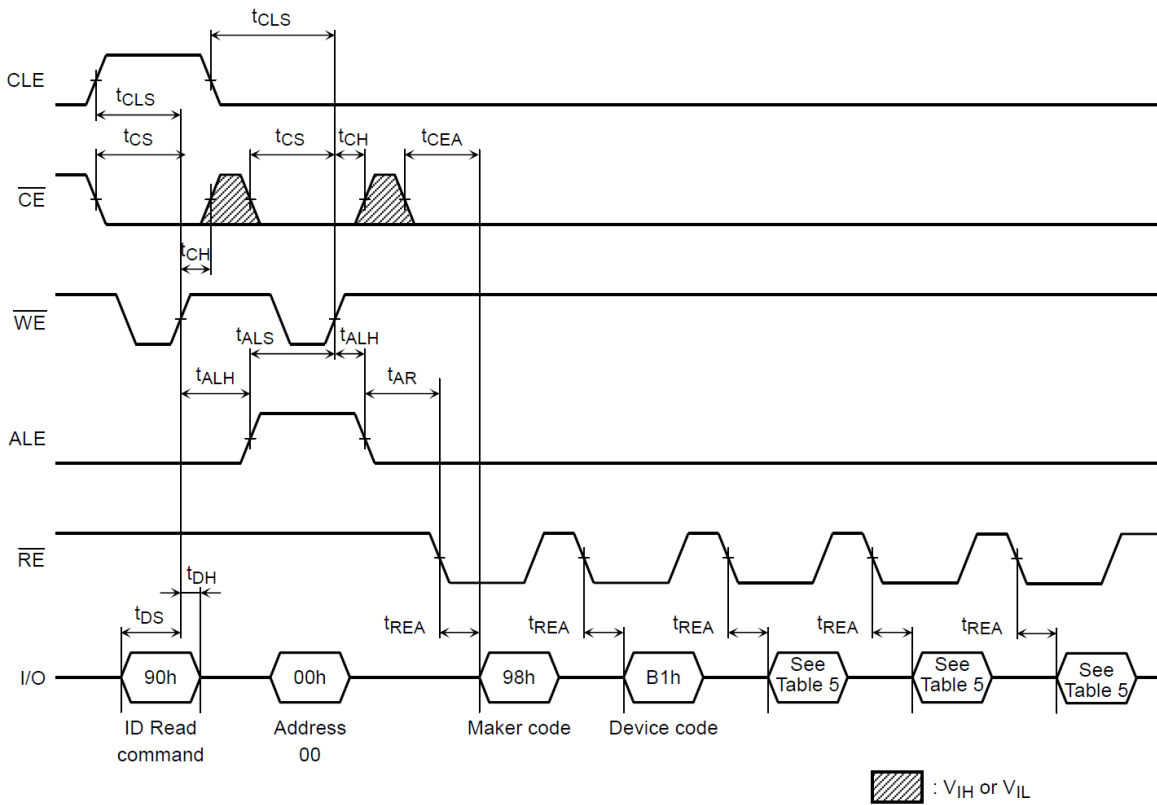 tCLS
CLE
tCLS
tCS
tCS
tCH
tCEA
CE
tCH
WE
tALS
tALH
tALH
tAR
ALE
RE
tDH
tDS
tREA
tREA
tREA
tREA
tREA
I/O
90h
00h
98h
B1h
See
Table 5
See
Table 5
See
Table 5
ID Read
command
Address
00
Maker code
Device code
: VIH or VIL